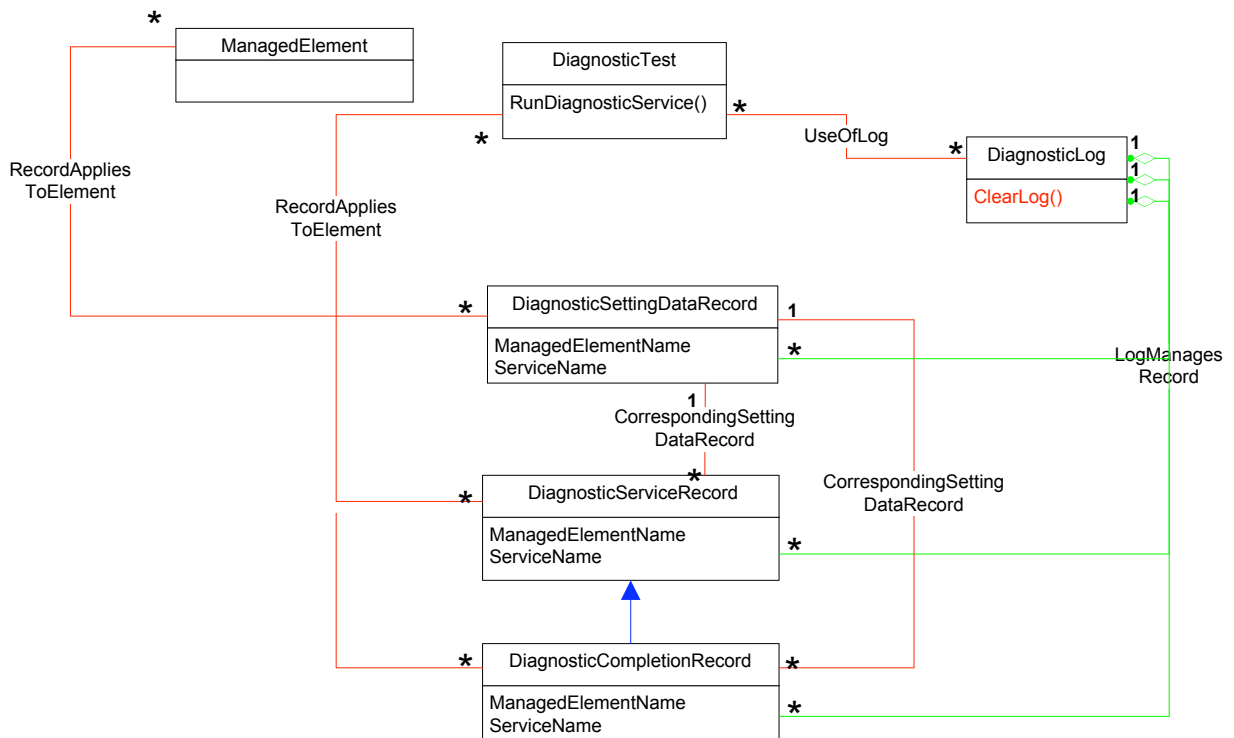 *
ManagedElement
DiagnosticTest
RunDiagnosticService()
*
*
UseOfLog
*
DiagnosticLog
ClearLog()
1
1
1
RecordApplies
ToElement
RecordApplies
ToElement
*
DiagnosticSettingDataRecord
1
ManagedElementName
ServiceName
*
LogManages
Record
1
CorrespondingSetting
DataRecord
*
CorrespondingSetting
DataRecord
*
DiagnosticServiceRecord
ManagedElementName
ServiceName
*
*
DiagnosticCompletionRecord
*
ManagedElementName
ServiceName
*